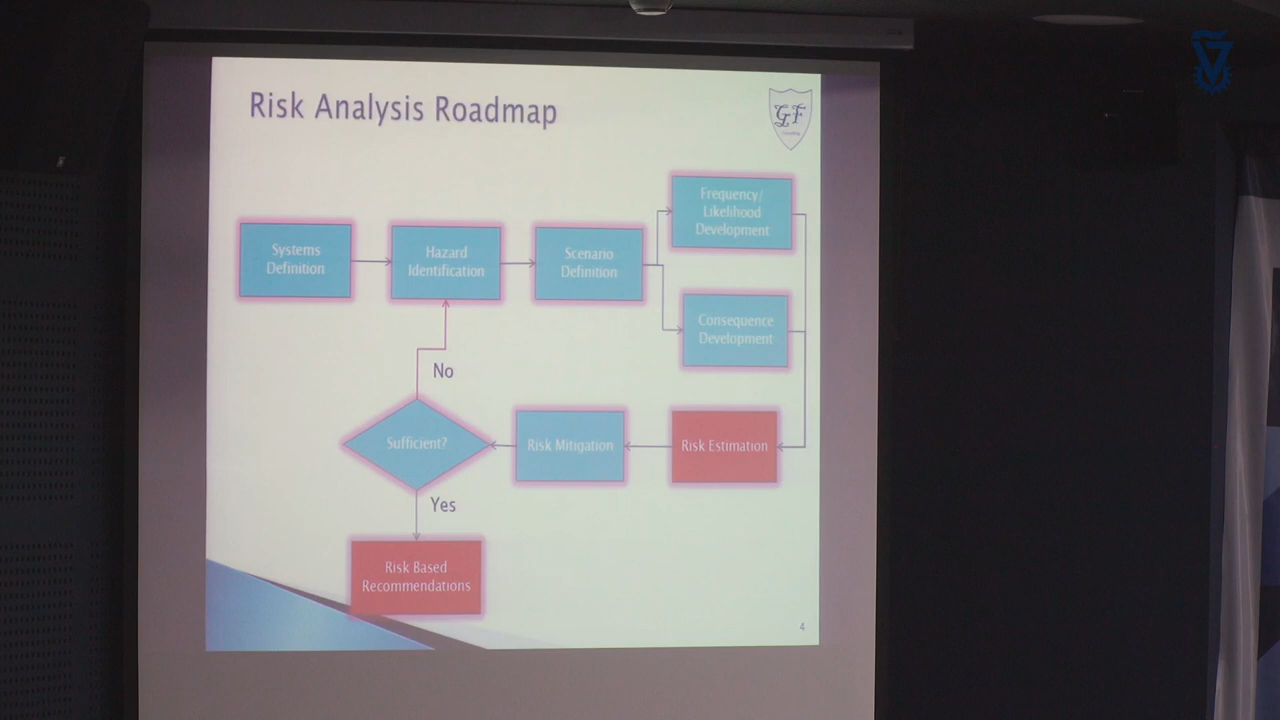 Risk Analysis Roadmap
GF
Frequency/
Likelihood
Development
Systems
Definition
Hazard
Identification
Scenario
Definition
Consequence
Development
No
Sufficient?
Risk Mitigation
Risk Estimation
Yes
Risk Based
Recommendations
4